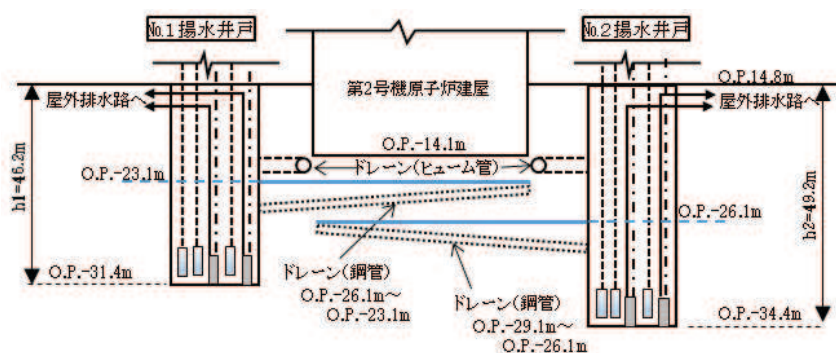 №1揚水井戸
№2揚水井戸
O.P.14.8m
第2号機原子炉建屋
屋外排水路へ
屋外排水路へ
O.P.-14.1m
ドレーン(ヒューム管)
O.P.-23.1m
O.P.-26.1m
h1=46.2m
h2=49.2m
O.P.-31.4m
ドレーン(鋼管)
O.P.-26.1m～
O.P.-23.1m
ドレーン(鋼管)
O.P.-29.1m～
O.P.-26.1m
O.P.-34.4m